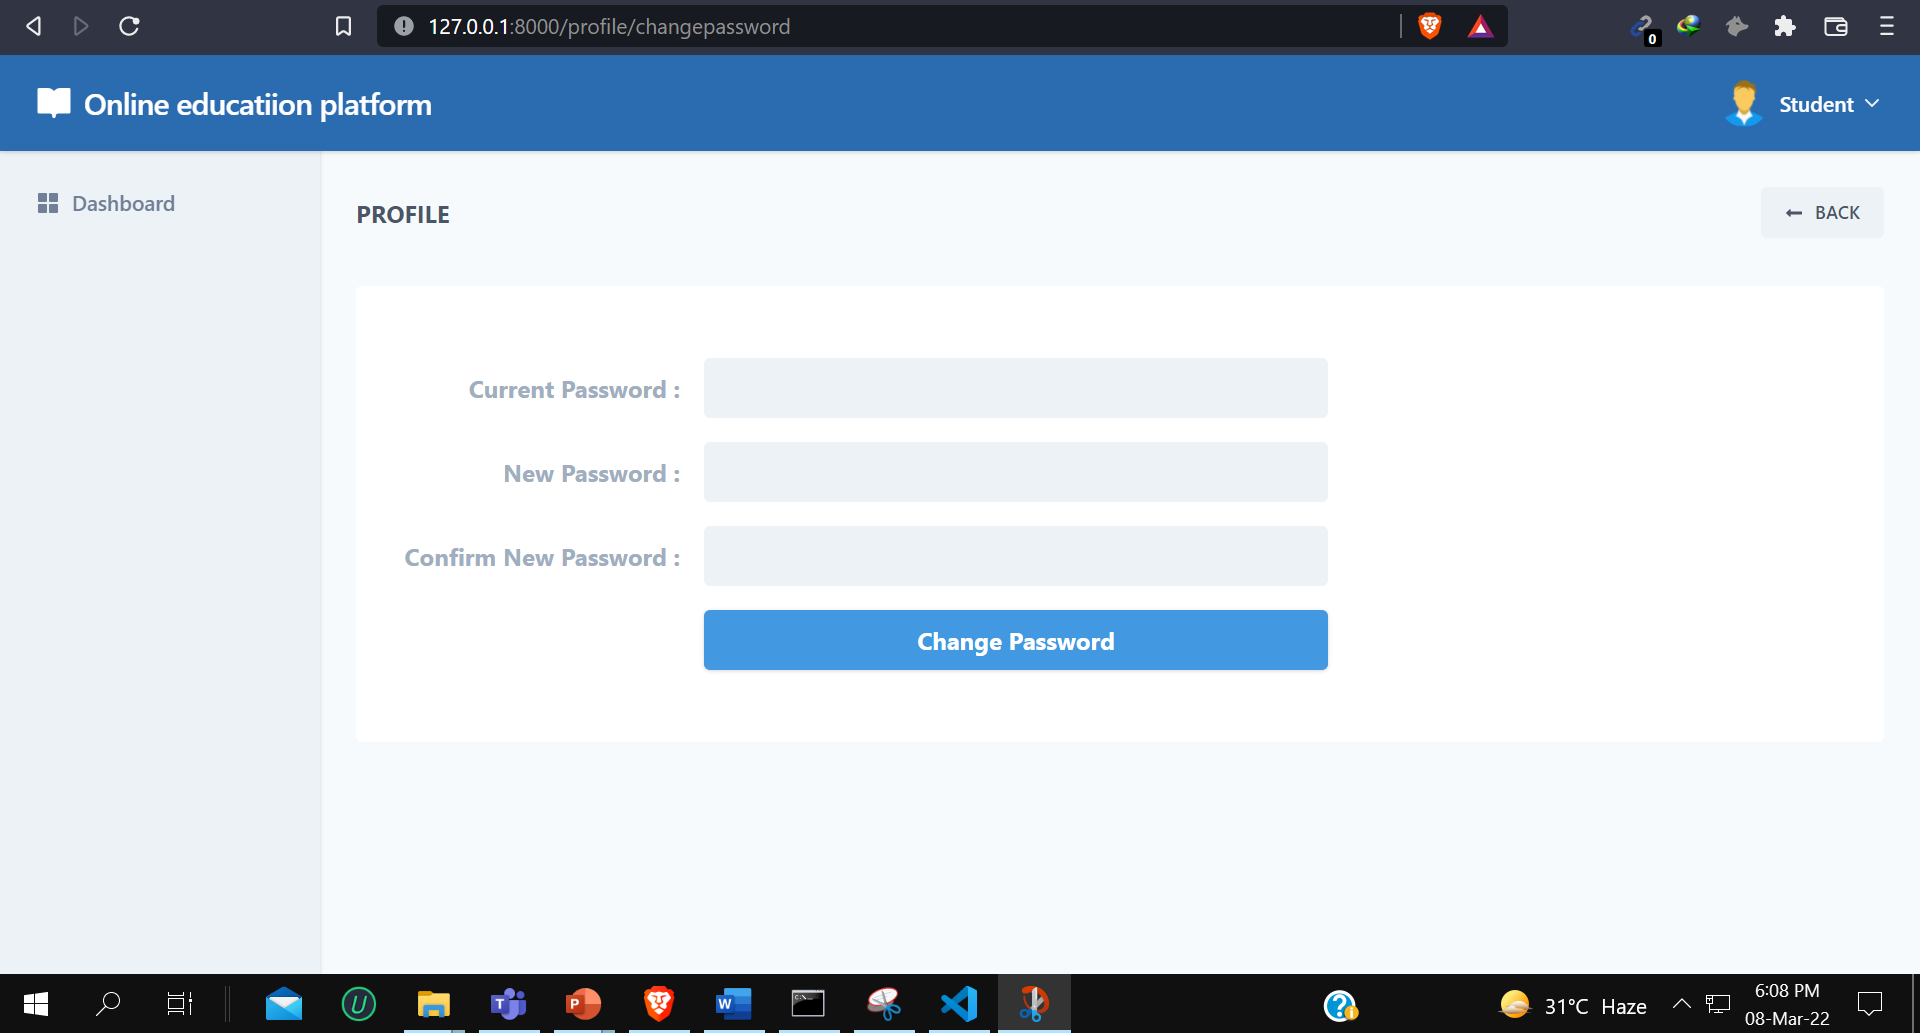 127.0.0.1:8000/profile/changepassword
0
Online educatiion platform
Student
Dashboard
PROFILE
BACK
Current Password :
New Password :
Confirm New Password :
Change Password
31°C Haze
6:08 PM
08-Mar-22